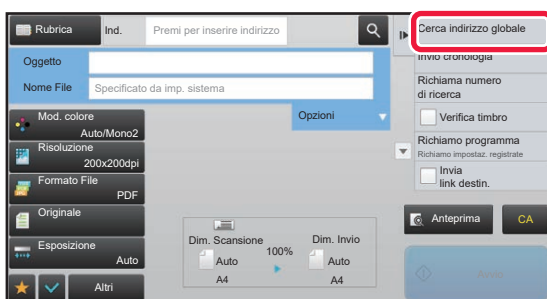 Rubrica
Ind.
Premi per inserire indirizzo
Cerca indirizzo globale
Oggetto
Invio cronologia
Nome File
Specificato da imp. sistema
Richiama numero
di ricerca
Opzioni
Verifica timbro
Mod. colore
Auto/Mono2
Richiamo programma
Richiamo impostaz. registrate
Risoluzione
200x200dpi
Invia
link destin.
Formato File
PDF
Originale
Anteprima
CA
Dim. Scansione
100%
Dim. Invio
Esposizione
Auto
Auto
Auto
A4
A4
Altri
Avvio